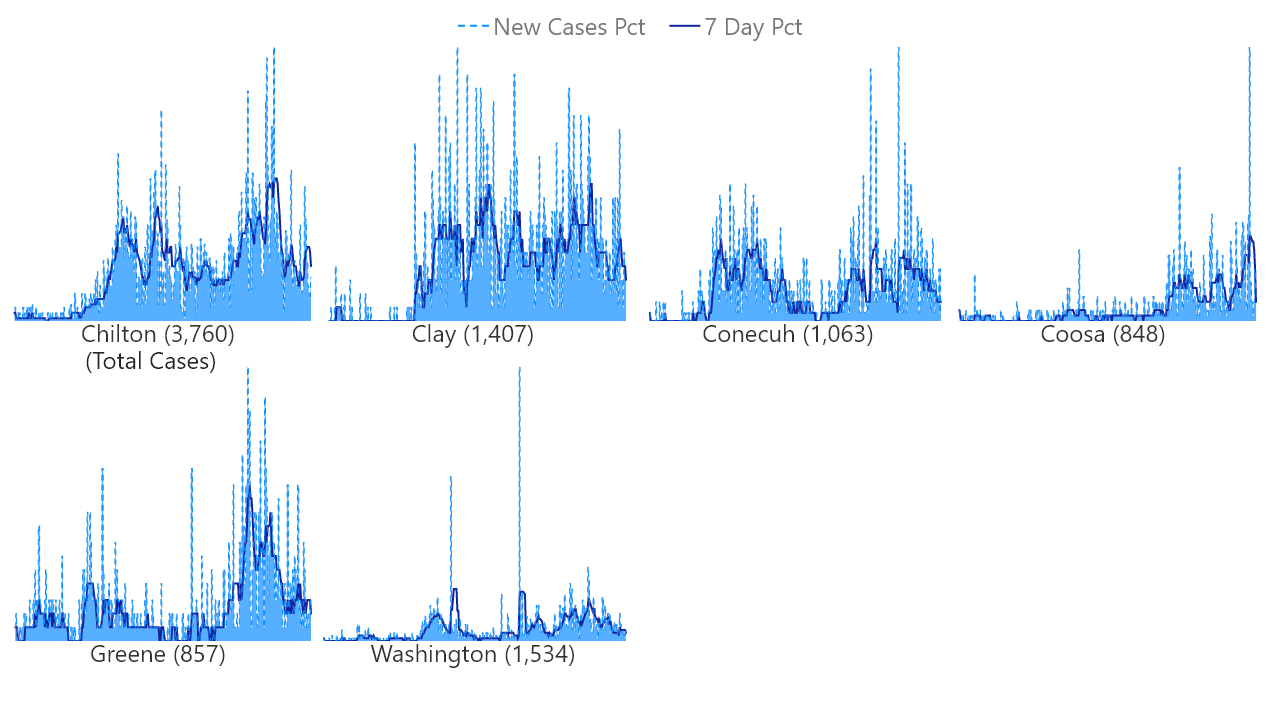 New Cases Pct 7 Day Pct
Chilton (3,760) Clay (1,407) Conecuh (1,063) Coosa (848)
(Total Cases)
Greene (857) Washington (1,534)